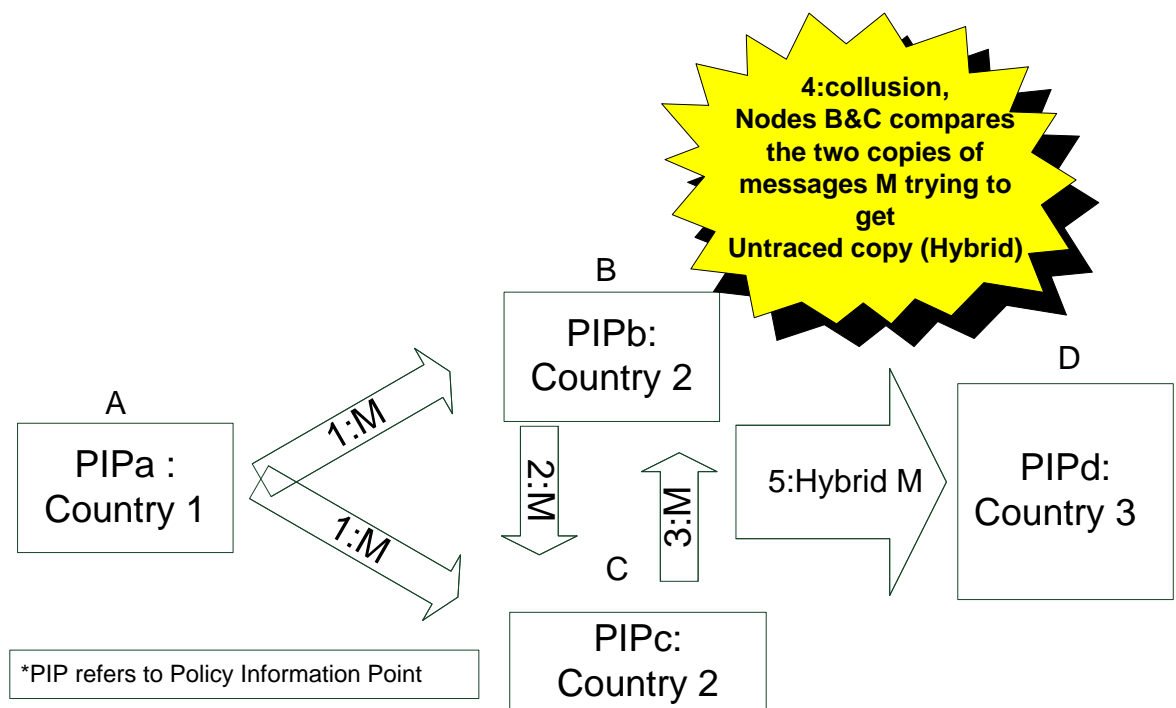 4:collusion,
Nodes B&C compares
the two copies of
messages M trying to
get
Untraced copy (Hybrid)
B
PIPb:
Country 2
D
A
PIPa :
Country 1
1:M
1:M
2:M
3:M
5:Hybrid M
PIPd:
Country 3
C
PIPc:
Country 2
*PIP refers to Policy Information Point